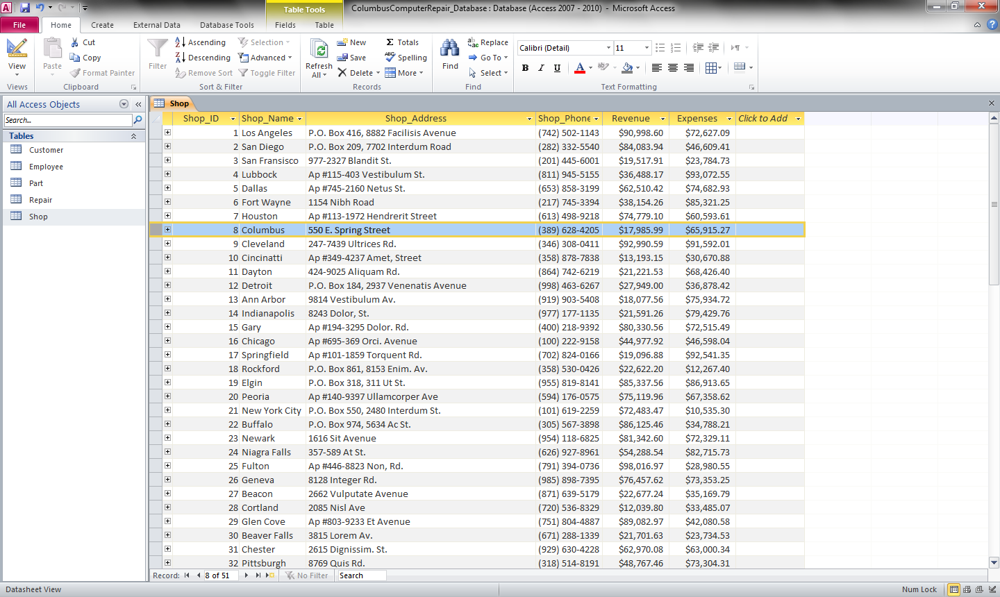 Table Tools
ColumbusComputerRepair_Database : Database (Access 2007 - 2010) - Microsoft Access
File Home Create External Data Database Tools Fields Table
View
Views
Paste
Cut
Copy
Format Painter
Clipboard
Filter
Ascending
Descending
Remove Sort
Selection
Advanced
Toggle Filter
Sort & Filter
Refresh All
New
Save
Delete
Totals
Spelling
More
Records
Find
Replace
Go To
Select
Find
Calibri (Detail) 11
B I U A
Text Formatting
All Access Objects
Search...
Tables
Customer
Employee
Part
Repair
Shop
Shop
Shop_ID Shop_Name Shop_Address Shop_Phone Revenue Expenses Click to Add
1 Los Angeles P.O. Box 416, 8882 Facilisis Avenue (742) 502-1143 $90,998.60 $72,627.09
2 San Diego P.O. Box 209, 7702 Interdum Road (282) 332-5540 $84,083.94 $46,609.41
3 San Fransisco 977-2327 Blandit St. (201) 445-6001 $19,517.91 $23,784.73
4 Lubbock Ap #115-403 Vestibulum St. (811) 945-5155 $36,488.17 $93,072.55
5 Dallas Ap #745-2160 Netus St. (653) 858-3199 $62,510.42 $74,682.93
6 Fort Wayne 1154 Nibh Road (217) 745-3394 $38,154.26 $85,321.25
7 Houston Ap #113-1972 Hendrerit Street (613) 498-9218 $74,779.10 $60,593.61
8 Columbus 550 E. Spring Street (389) 628-4205 $17,985.99 $65,915.27
9 Cleveland 247-7439 Ultrices Rd. (346) 308-0411 $92,990.59 $91,592.01
10 Cincinatti Ap #349-4237 Amet, Street (358) 878-7838 $13,193.15 $30,670.88
11 Dayton 424-9025 Aliquam Rd. (864) 742-6219 $21,221.53 $68,426.40
12 Detroit P.O. Box 184, 2937 Venenatis Avenue (998) 463-6267 $27,949.00 $36,878.42
13 Ann Arbor 9814 Vestibulum Av. (919) 903-5408 $18,077.56 $75,934.72
14 Indianapolis 8243 Dolor, St. (977) 177-1135 $21,591.26 $79,429.76
15 Gary Ap #194-3295 Dolor. Rd. (400) 218-9392 $80,330.56 $72,515.49
16 Chicago Ap #695-369 Orci. Avenue (100) 222-9158 $44,977.92 $46,598.04
17 Springfield Ap #101-1859 Torquent Rd. (702) 824-0166 $19,096.88 $92,541.35
18 Rockford P.O. Box 861, 8153 Enim. Av. (358) 530-0426 $22,622.20 $12,267.40
19 Elgin P.O. Box 318, 311 Ut St. (955) 819-8141 $85,337.56 $86,913.65
20 Peoria Ap #140-9397 Ullamcorper Ave (594) 176-0575 $75,119.96 $67,358.62
21 New York City P.O. Box 550, 2480 Interdum St. (101) 619-2259 $72,483.47 $10,535.30
22 Buffalo P.O. Box 974, 5634 Ac St. (305) 567-3898 $86,125.46 $34,788.21
23 Newark 1616 Sit Avenue (954) 118-6825 $81,342.60 $72,329.11
24 Niagra Falls 357-589 At St. (626) 927-8961 $54,288.54 $82,715.73
25 Fulton Ap #446-8823 Non, Rd. (791) 394-0736 $98,016.97 $28,980.55
26 Geneva 8128 Integer Rd. (985) 898-7395 $76,457.62 $73,353.25
27 Beacon 2662 Vulputate Avenue (871) 639-5179 $22,677.24 $35,169.79
28 Cortland 2085 Nisl Ave (720) 536-8329 $12,039.80 $33,485.07
29 Glen Cove Ap #803-9233 Et Avenue (751) 804-4887 $89,082.97 $42,080.58
30 Beaver Falls 3815 Lorem Av. (671) 288-1339 $21,701.63 $23,734.53
31 Chester 2615 Dignissim. St. (929) 630-4228 $62,970.08 $63,000.34
32 Pittsburgh 8769 Quis Rd. (318) 514-8191 $48,767.46 $73,304.31
Record: 8 of 51 No Filter Search
Datasheet View Num Lock